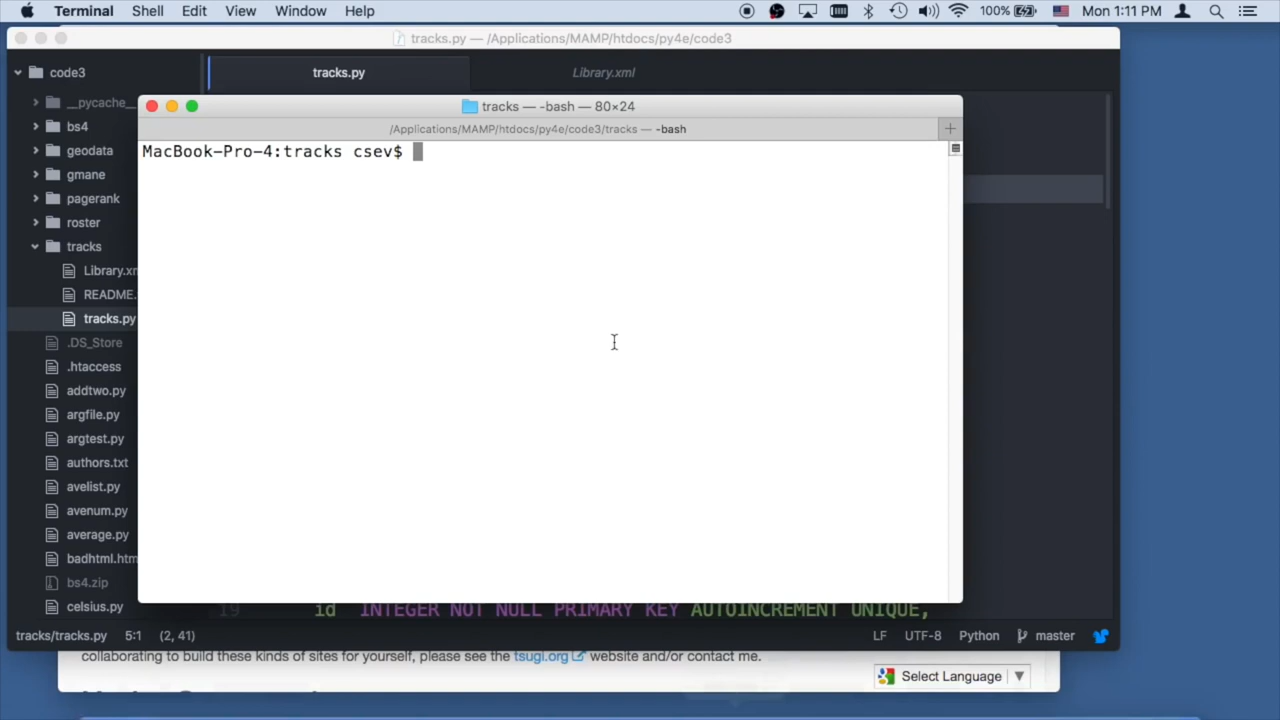 Terminal Shell Edit View Window Help 100% Mon 1:11 PM
tracks.py — /Applications/MAMP/htdocs/py4e/code3
code3
tracks.py
Library.xml
__pycache__
tracks — -bash — 80×24
/Applications/MAMP/htdocs/py4e/code3/tracks — -bash
MacBook-Pro-4:tracks csev$
bs4
geodata
gmane
pagerank
roster
tracks
Library.xm
README.
tracks.py
.DS_Store
.htaccess
addtwo.py
argfile.py
argtest.py
authors.txt
avelist.py
avenum.py
average.py
badhtml.htm
bs4.zip
celsius.py
19 id INTEGER NOT NULL PRIMARY KEY AUTOINCREMENT UNIQUE,
tracks/tracks.py 5:1 (2, 41) LF UTF-8 Python master
collaborating to build these kinds of sites for yourself, please see the tsugi.org website and/or contact me.
Select Language ▼